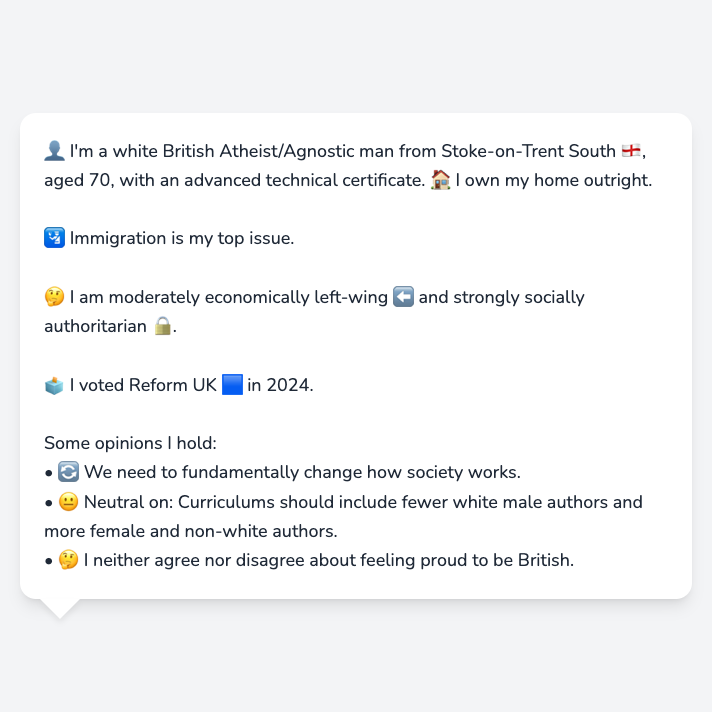 👤 I'm a white British Atheist/Agnostic man from Stoke-on-Trent South 🏴󠁧󠁢󠁥󠁮󠁧󠁿,
aged 70, with an advanced technical certificate. 🏠 I own my home outright.
🛂 Immigration is my top issue.
🤔 I am moderately economically left-wing ⬅️ and strongly socially
authoritarian 🔒.
🗳️ I voted Reform UK 🟦 in 2024.
Some opinions I hold:
• 🔄 We need to fundamentally change how society works.
• 😐 Neutral on: Curriculums should include fewer white male authors and
more female and non-white authors.
• 🤔 I neither agree nor disagree about feeling proud to be British.